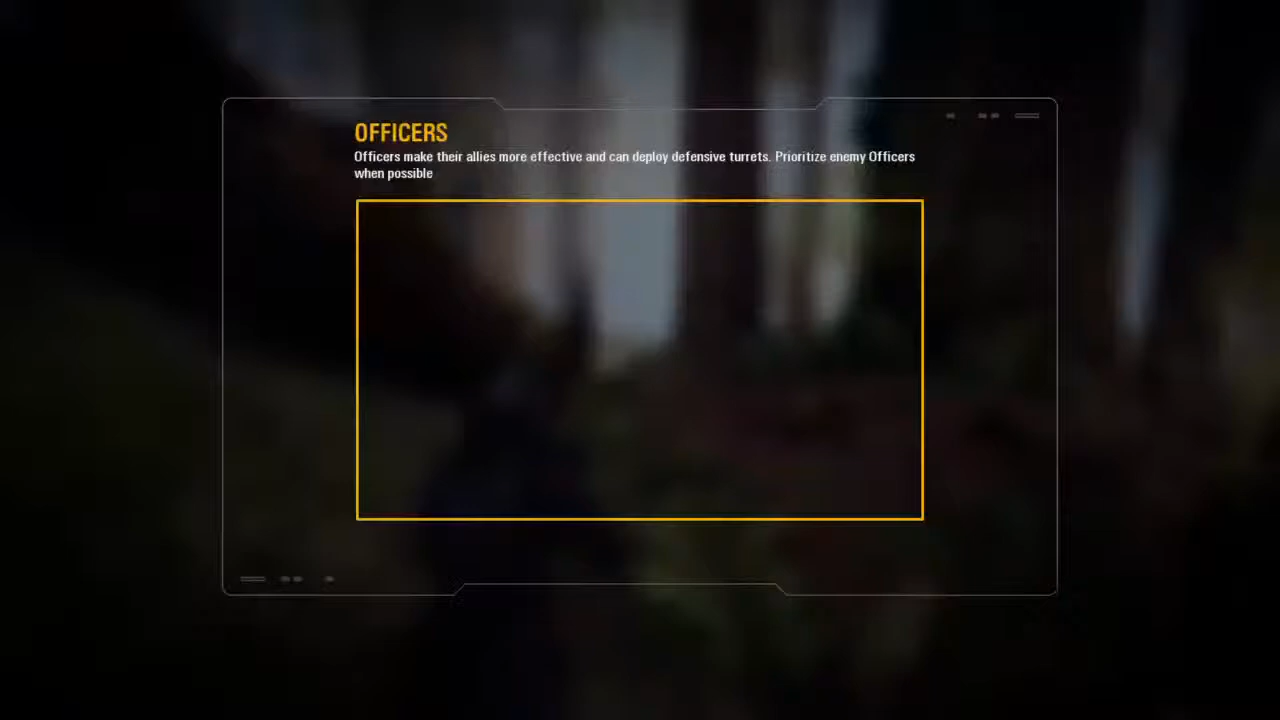 OFFICERS
Officers make their allies more effective and can deploy defensive turrets. Prioritize enemy Officers
when possible